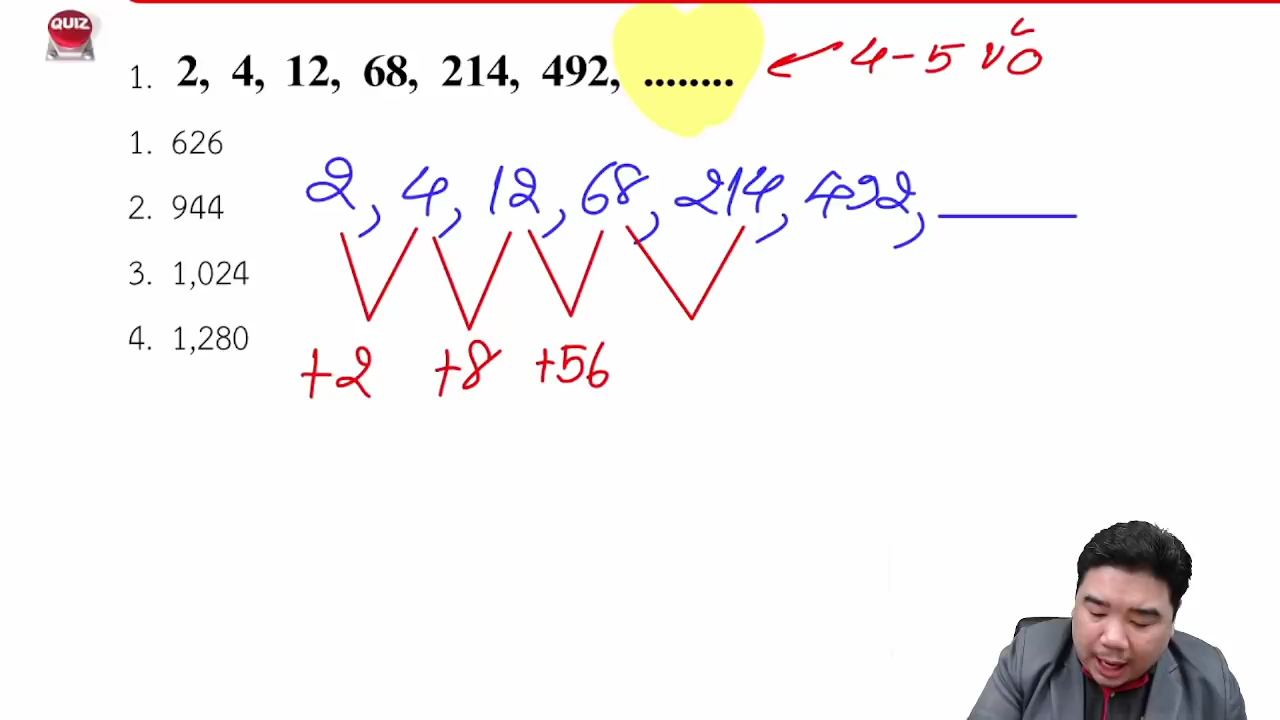 QUIZ
1. 2, 4, 12, 68, 214, 492, ........
4-5 ข้อ
1. 626
2. 944
3. 1,024
4. 1,280
2, 4, 12, 68, 214, 492, ____
+2 +8 +56